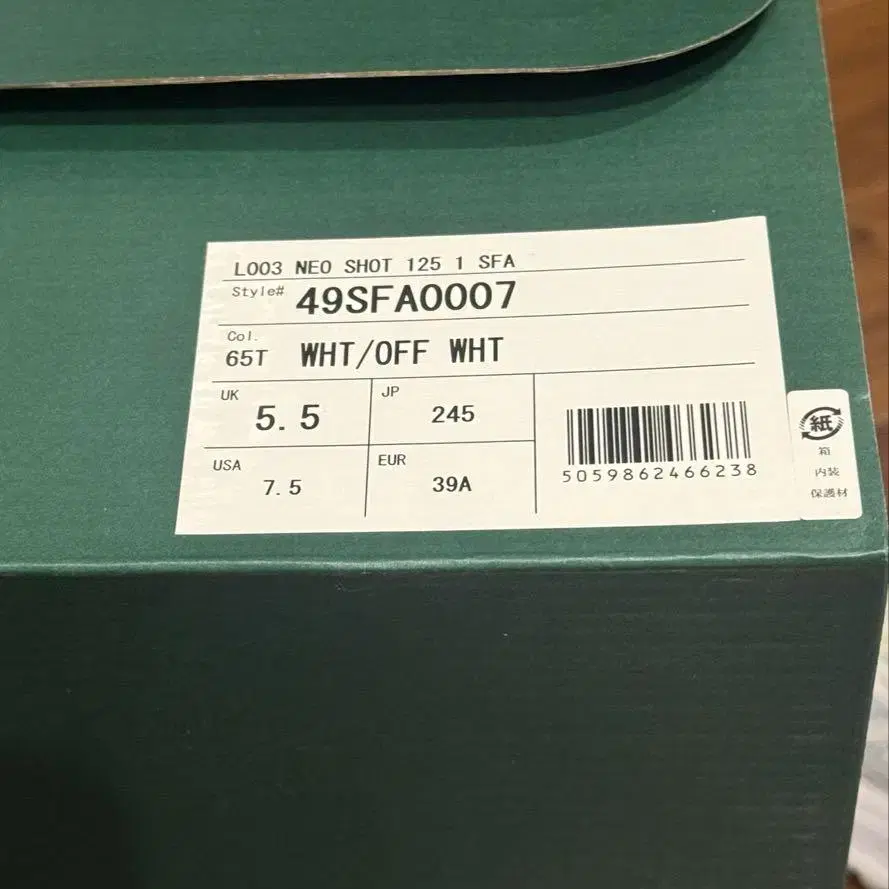 L003 NEO SHOT 125 1 SFA
Style# 49SFA0007
Col.
65T WHT/OFF WHT
UK 5.5
JP 245
USA 7.5
EUR 39A
5059862466238
紙
箱
内装
保護材